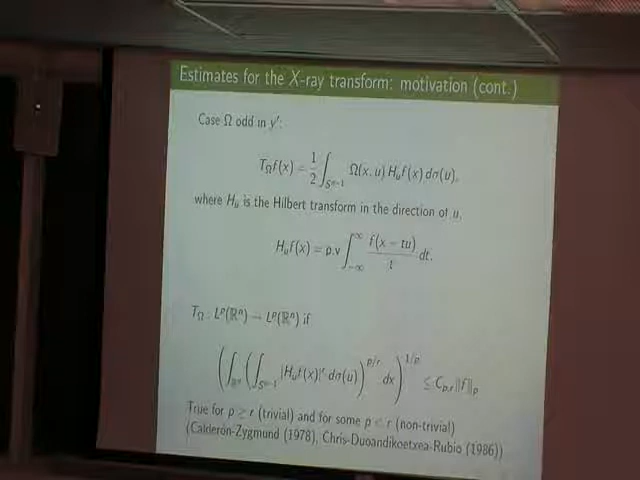 Estimates for the X-ray transform: motivation (cont.)
Case Ω odd in y':
T_Ω f(x) = 1/2 ∫_{S^{n-1}} Ω(x, u) H_u f(x) dσ(u),
where H_u is the Hilbert transform in the direction of u,
H_u f(x) = p.v ∫_{-∞}^{∞} f(x − tu) / t dt.
T_Ω : L^p(ℝ^n) → L^p(ℝ^n) if
(∫_{ℝ^n} (∫_{S^{n-1}} |H_u f(x)|^r dσ(u))^{p/r} dx)^{1/p} ≤ C_{p,r} ‖f‖_p
True for p ≥ r (trivial) and for some p < r (non-trivial)
(Calderón-Zygmund (1978), Chris-Duoandikoetxea-Rubio (1986))